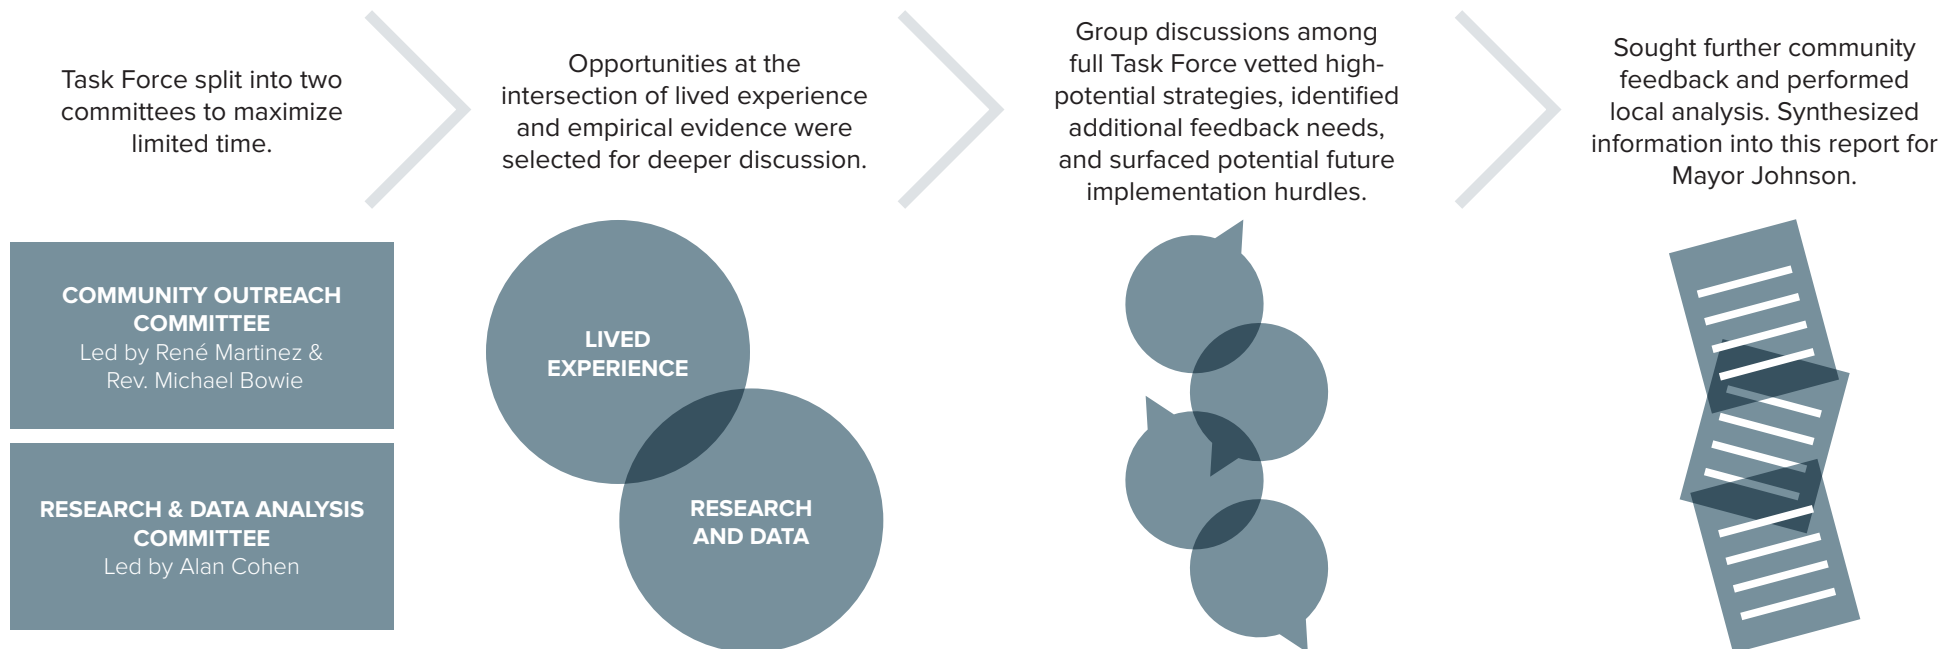 Task Force split into two
committees to maximize
limited time.
Opportunities at the
intersection of lived experience
and empirical evidence were
selected for deeper discussion.
Group discussions among
full Task Force vetted high-
potential strategies, identified
additional feedback needs,
and surfaced potential future
implementation hurdles.
Sought further community
feedback and performed
local analysis. Synthesized
information into this report for
Mayor Johnson.
COMMUNITY OUTREACH
COMMITTEE
Led by René Martinez &
Rev. Michael Bowie
RESEARCH & DATA ANALYSIS
COMMITTEE
Led by Alan Cohen
LIVED
EXPERIENCE
RESEARCH
AND DATA